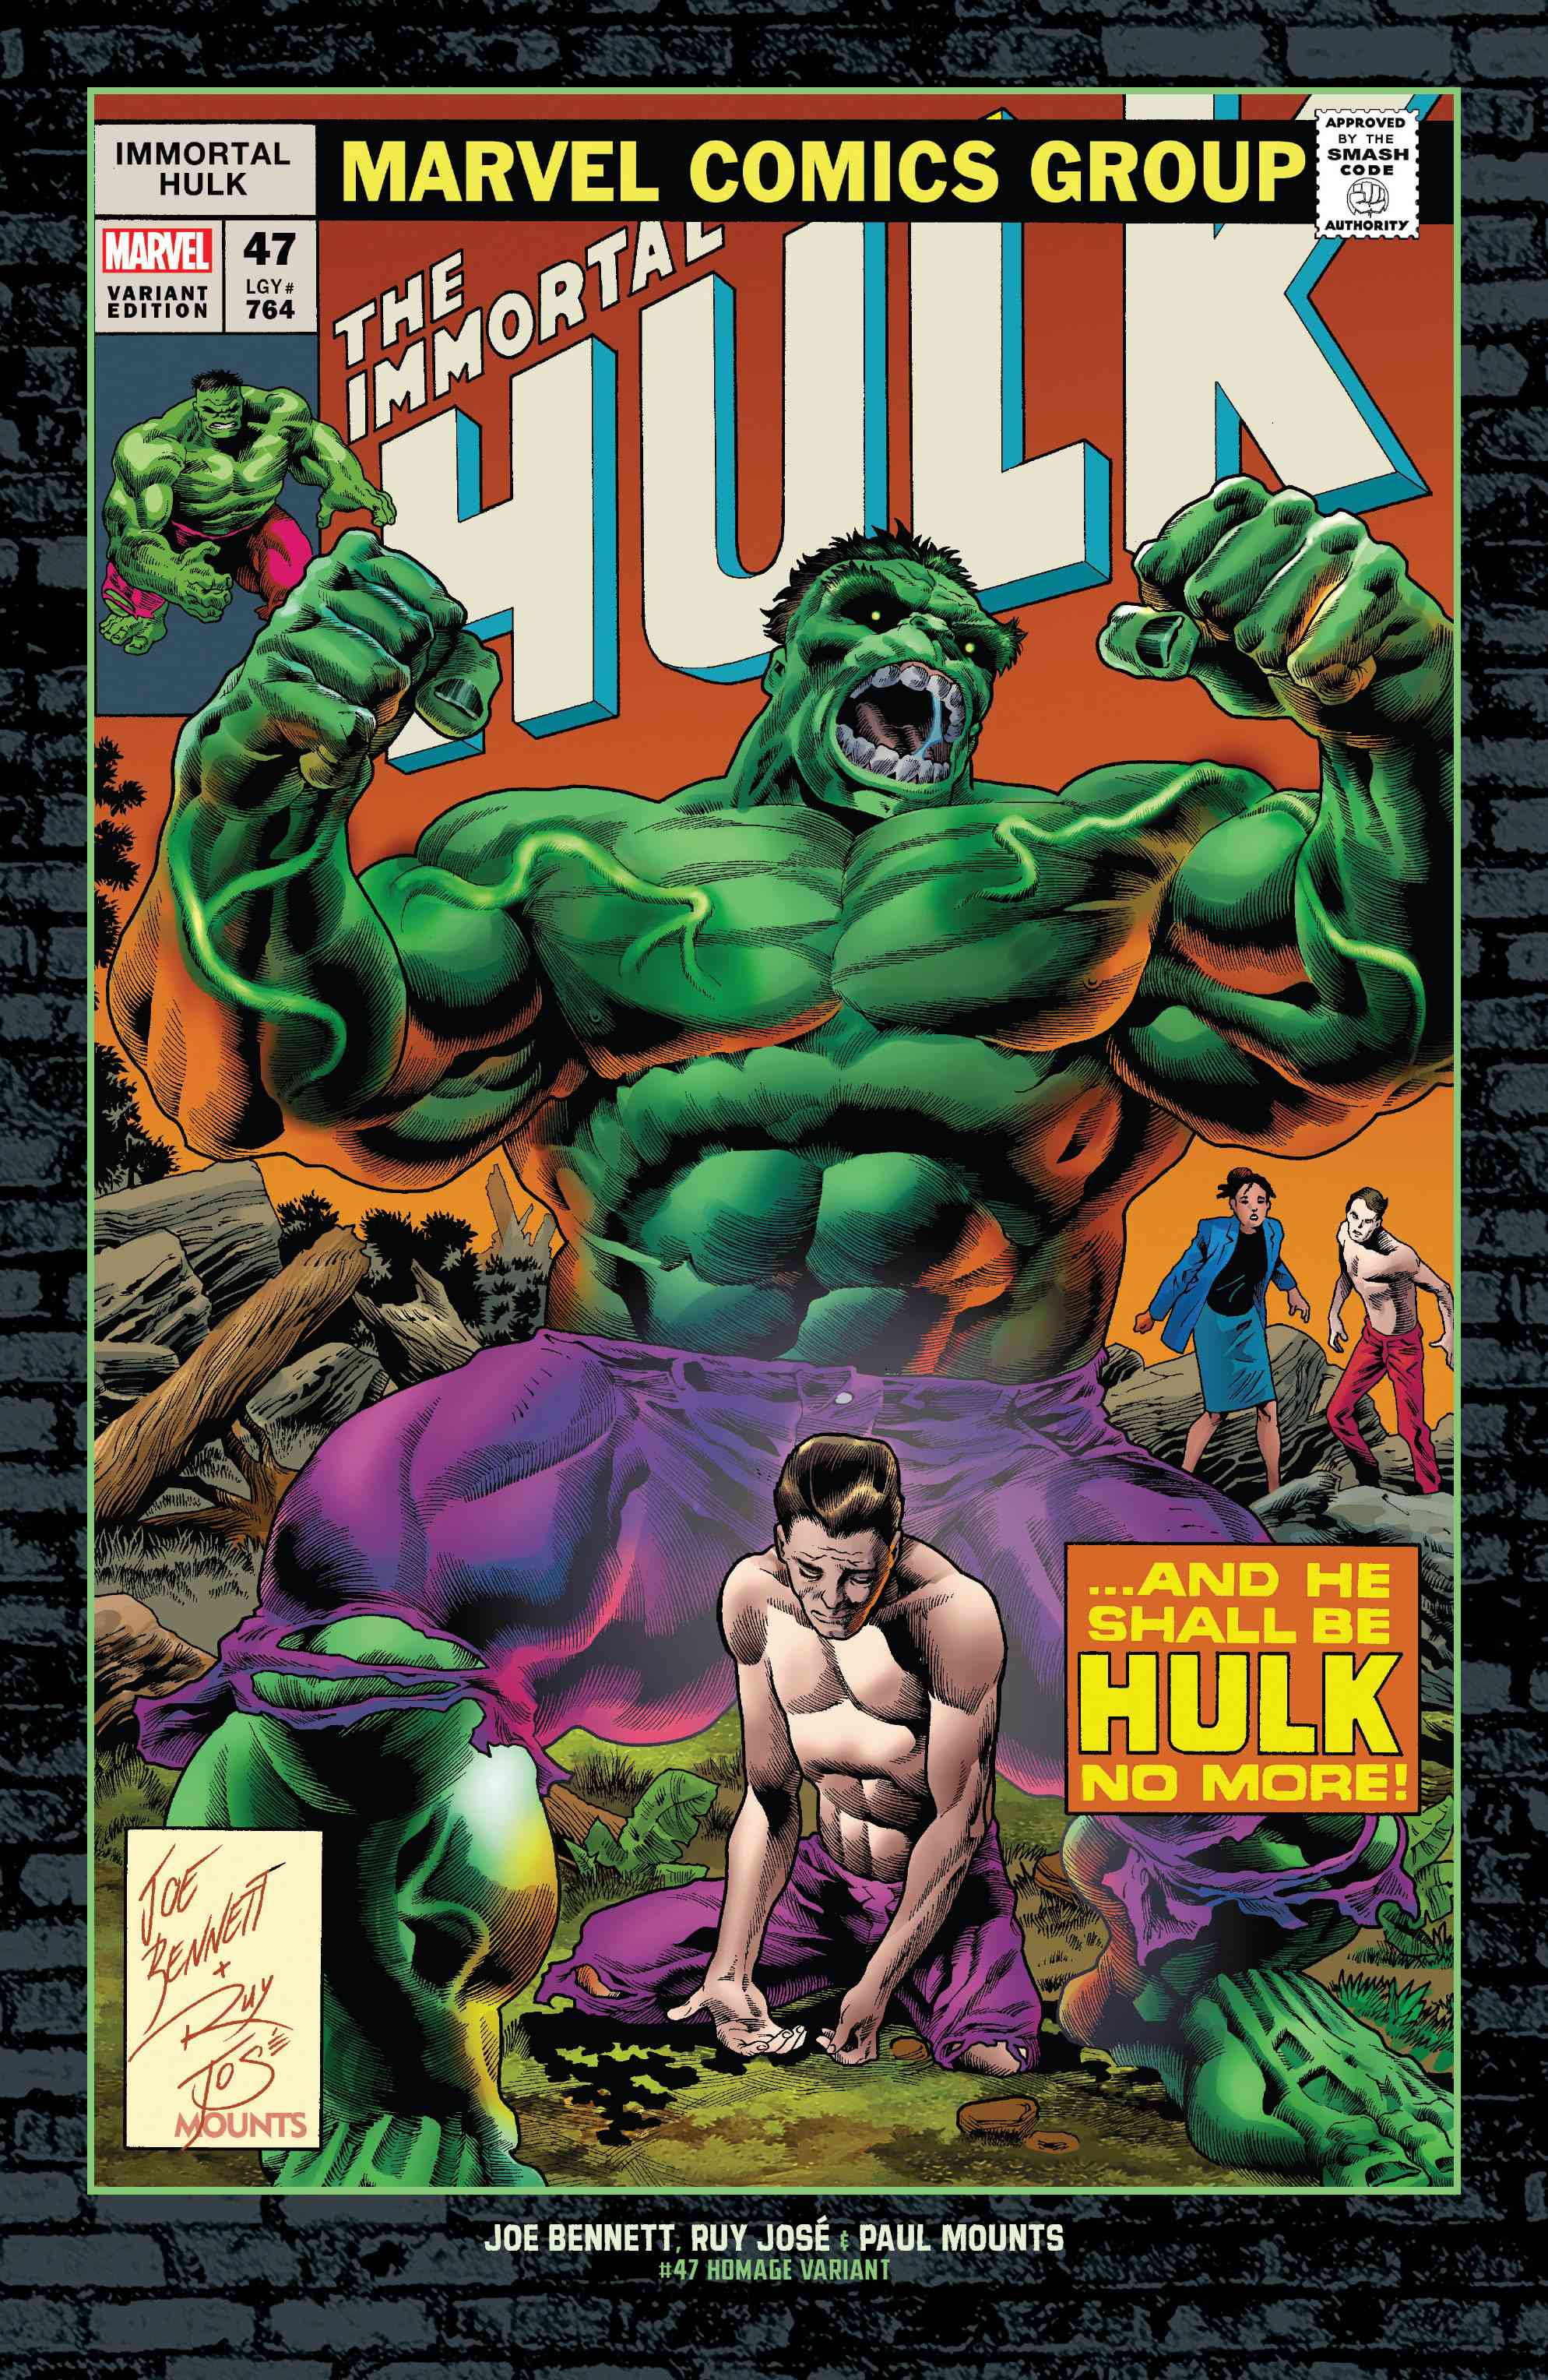 IMMORTAL
HULK
MARVEL COMICS GROUP
APPROVED
BY THE
SMASH
CODE
AUTHORITY
MARVEL
VARIANT
EDITION
47
LGY#
764
THE
IMMORTAL
HULK
...AND HE
SHALL BE
HULK
NO MORE!
JOE
BENNETT
+
RUY
JOSÉ
MOUNTS
JOE BENNETT, RUY JOSÉ & PAUL MOUNTS
#47 HOMAGE VARIANT